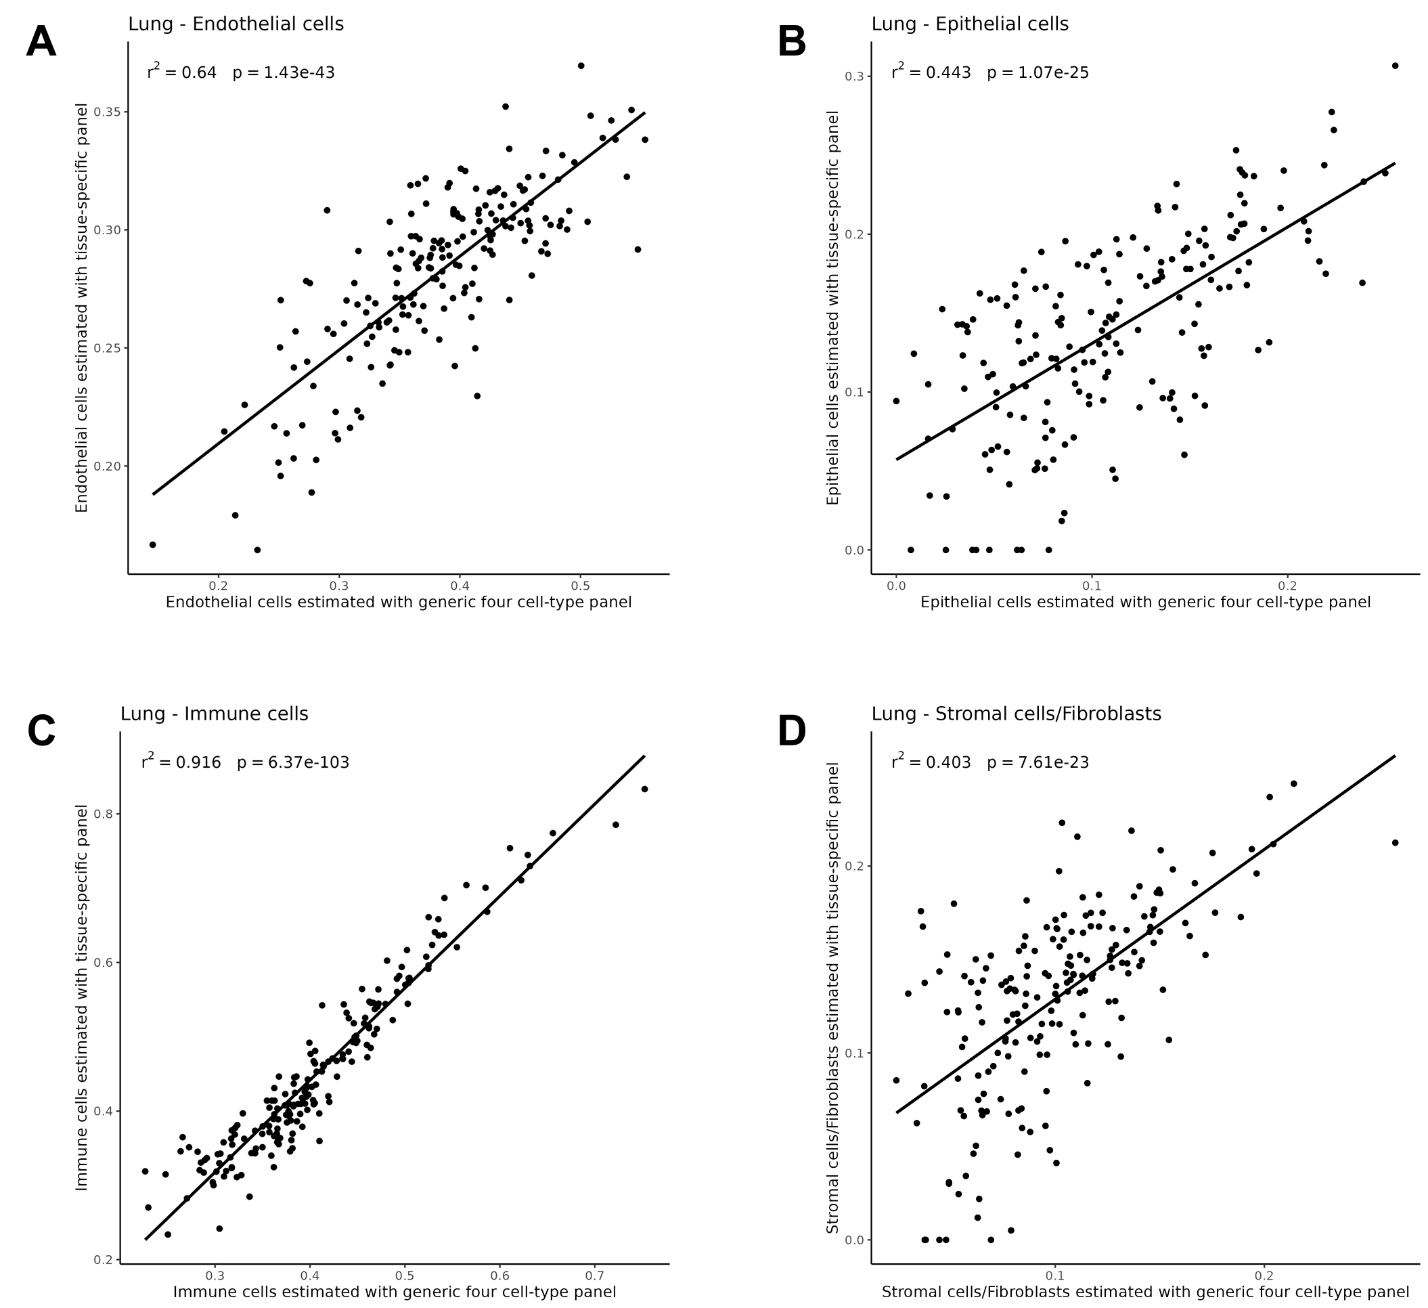 A
Lung - Endothelial cells
r² = 0.64 p = 1.43e-43
Endothelial cells estimated with tissue-specific panel
0.35
0.30
0.25
0.20
0.2 0.3 0.4 0.5
Endothelial cells estimated with generic four cell-type panel
B
Lung - Epithelial cells
r² = 0.443 p = 1.07e-25
Epithelial cells estimated with tissue-specific panel
0.3
0.2
0.1
0.0
0.0 0.1 0.2
Epithelial cells estimated with generic four cell-type panel
C
Lung - Immune cells
r² = 0.916 p = 6.37e-103
Immune cells estimated with tissue-specific panel
0.8
0.6
0.4
0.2
0.3 0.4 0.5 0.6 0.7
Immune cells estimated with generic four cell-type panel
D
Lung - Stromal cells/Fibroblasts
r² = 0.403 p = 7.61e-23
Stromal cells/Fibroblasts estimated with tissue-specific panel
0.2
0.1
0.0
0.1 0.2
Stromal cells/Fibroblasts estimated with generic four cell-type panel